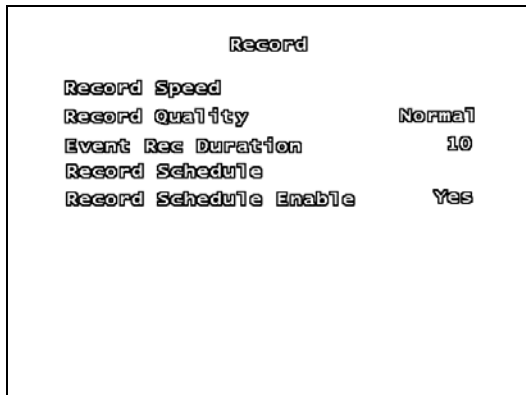 Record
Record Speed
Record Quality Normal
Event Rec Duration 10
Record Schedule
Record Schedule Enable Yes